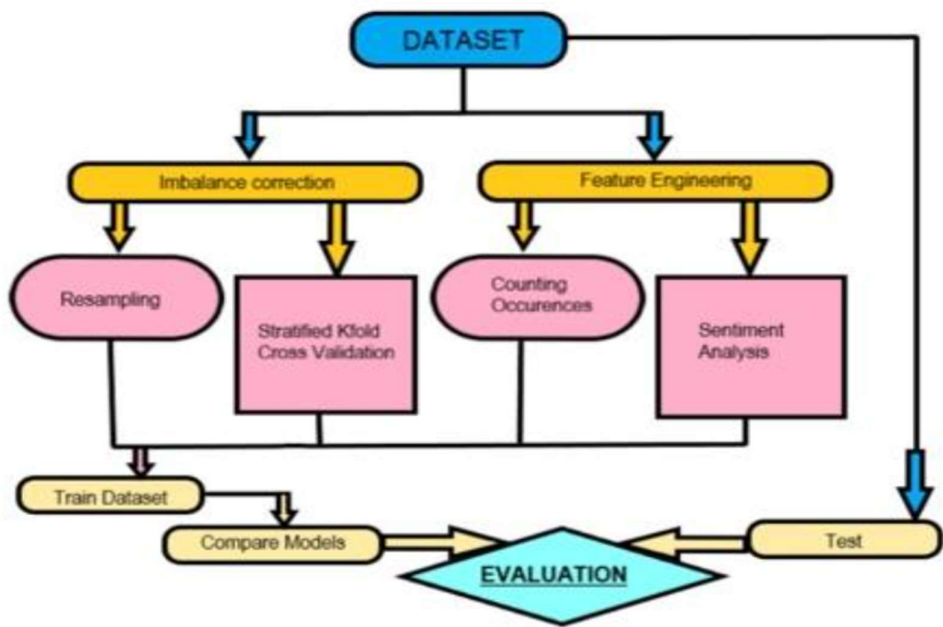 DATASET
Imbalance correction
Feature Engineering
Resampling
Stratified Kfold
Cross Validation
Counting
Occurences
Sentiment
Analysis
Train Dataset
Compare Models
Test
EVALUATION